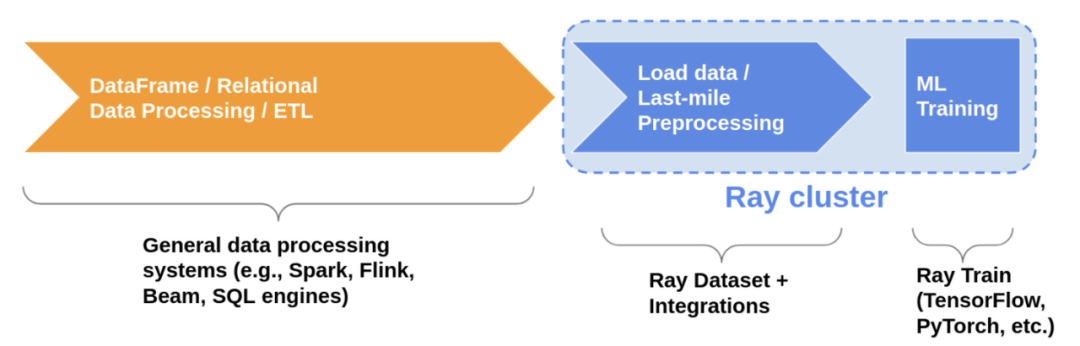 DataFrame / Relational
Data Processing / ETL
Load data /
Last-mile
Preprocessing
ML
Training
Ray cluster
General data processing
systems (e.g., Spark, Flink,
Beam, SQL engines)
Ray Dataset +
Integrations
Ray Train
(TensorFlow,
PyTorch, etc.)